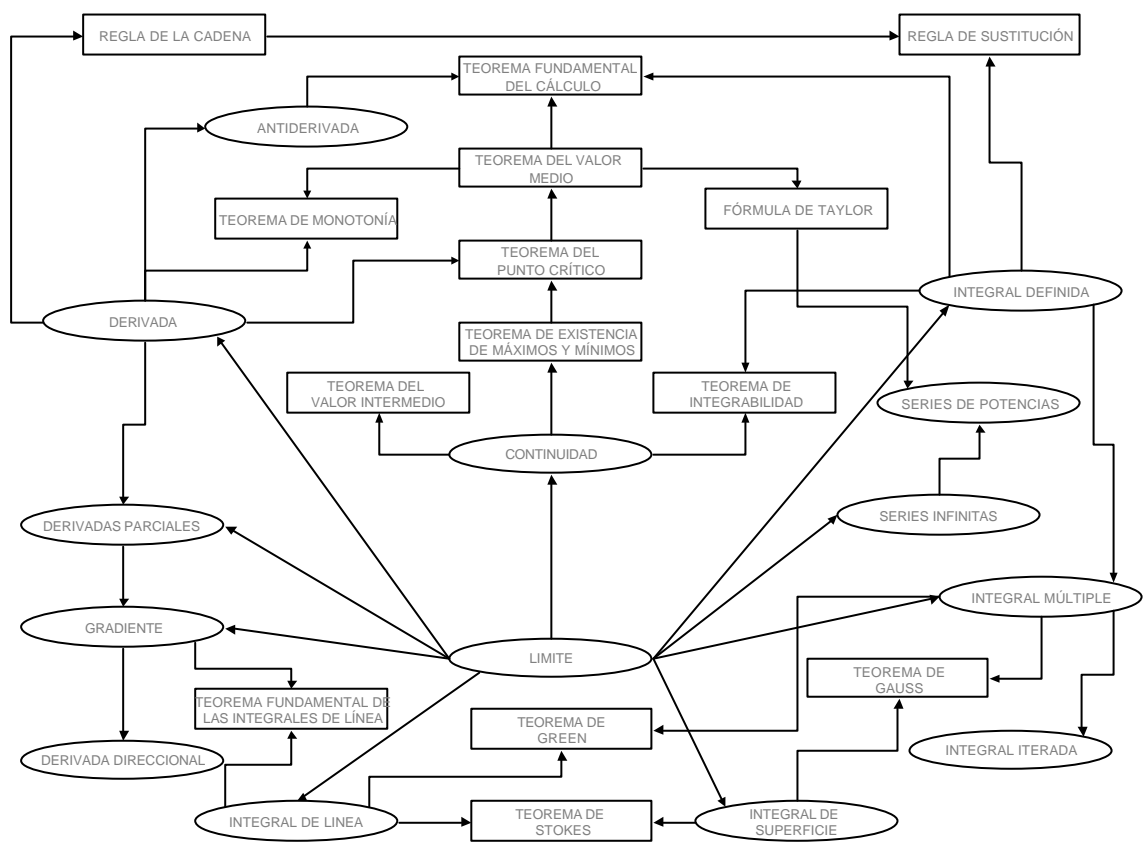 REGLA DE LA CADENA
REGLA DE SUSTITUCIÓN
TEOREMA FUNDAMENTAL
DEL CÁLCULO
ANTIDERIVADA
TEOREMA DEL VALOR
MEDIO
TEOREMA DE MONOTONÍA
FÓRMULA DE TAYLOR
TEOREMA DEL
PUNTO CRÍTICO
INTEGRAL DEFINIDA
DERIVADA
TEOREMA DE EXISTENCIA
DE MÁXIMOS Y MÍNIMOS
TEOREMA DEL
VALOR INTERMEDIO
TEOREMA DE
INTEGRABILIDAD
SERIES DE POTENCIAS
CONTINUIDAD
SERIES INFINITAS
DERIVADAS PARCIALES
INTEGRAL MÚLTIPLE
GRADIENTE
LIMITE
TEOREMA DE
GAUSS
TEOREMA FUNDAMENTAL DE
LAS INTEGRALES DE LÍNEA
TEOREMA DE
GREEN
INTEGRAL ITERADA
DERIVADA DIRECCIONAL
INTEGRAL DE LINEA
TEOREMA DE
STOKES
INTEGRAL DE
SUPERFICIE